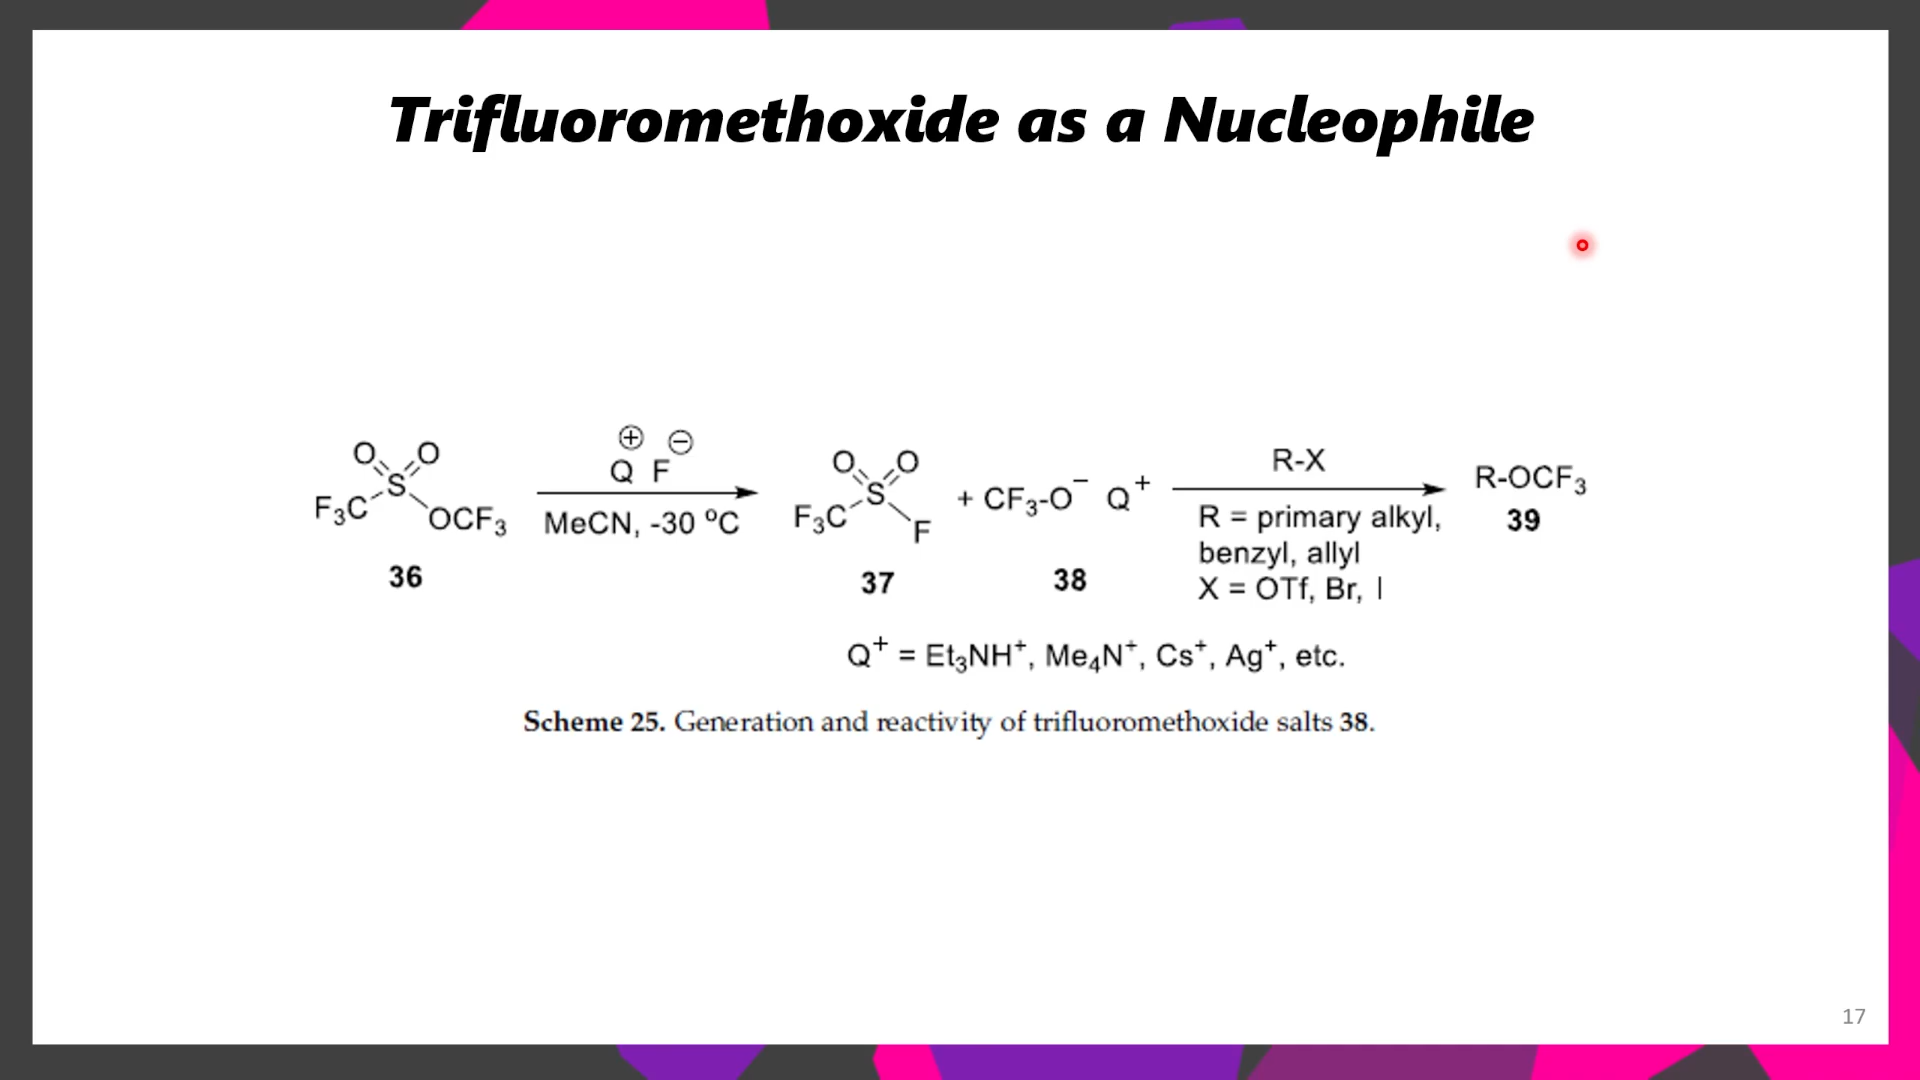 Trifluoromethoxide as a Nucleophile
O O
S
F₃C OCF₃
36
⊕ ⊖
Q F
MeCN, -30 ºC
O O
S
F₃C F
37
+ CF₃-O⁻ Q⁺
38
R-X
R = primary alkyl,
benzyl, allyl
X = OTf, Br, I
R-OCF₃
39
Q⁺ = Et₃NH⁺, Me₄N⁺, Cs⁺, Ag⁺, etc.
Scheme 25. Generation and reactivity of trifluoromethoxide salts 38.
17